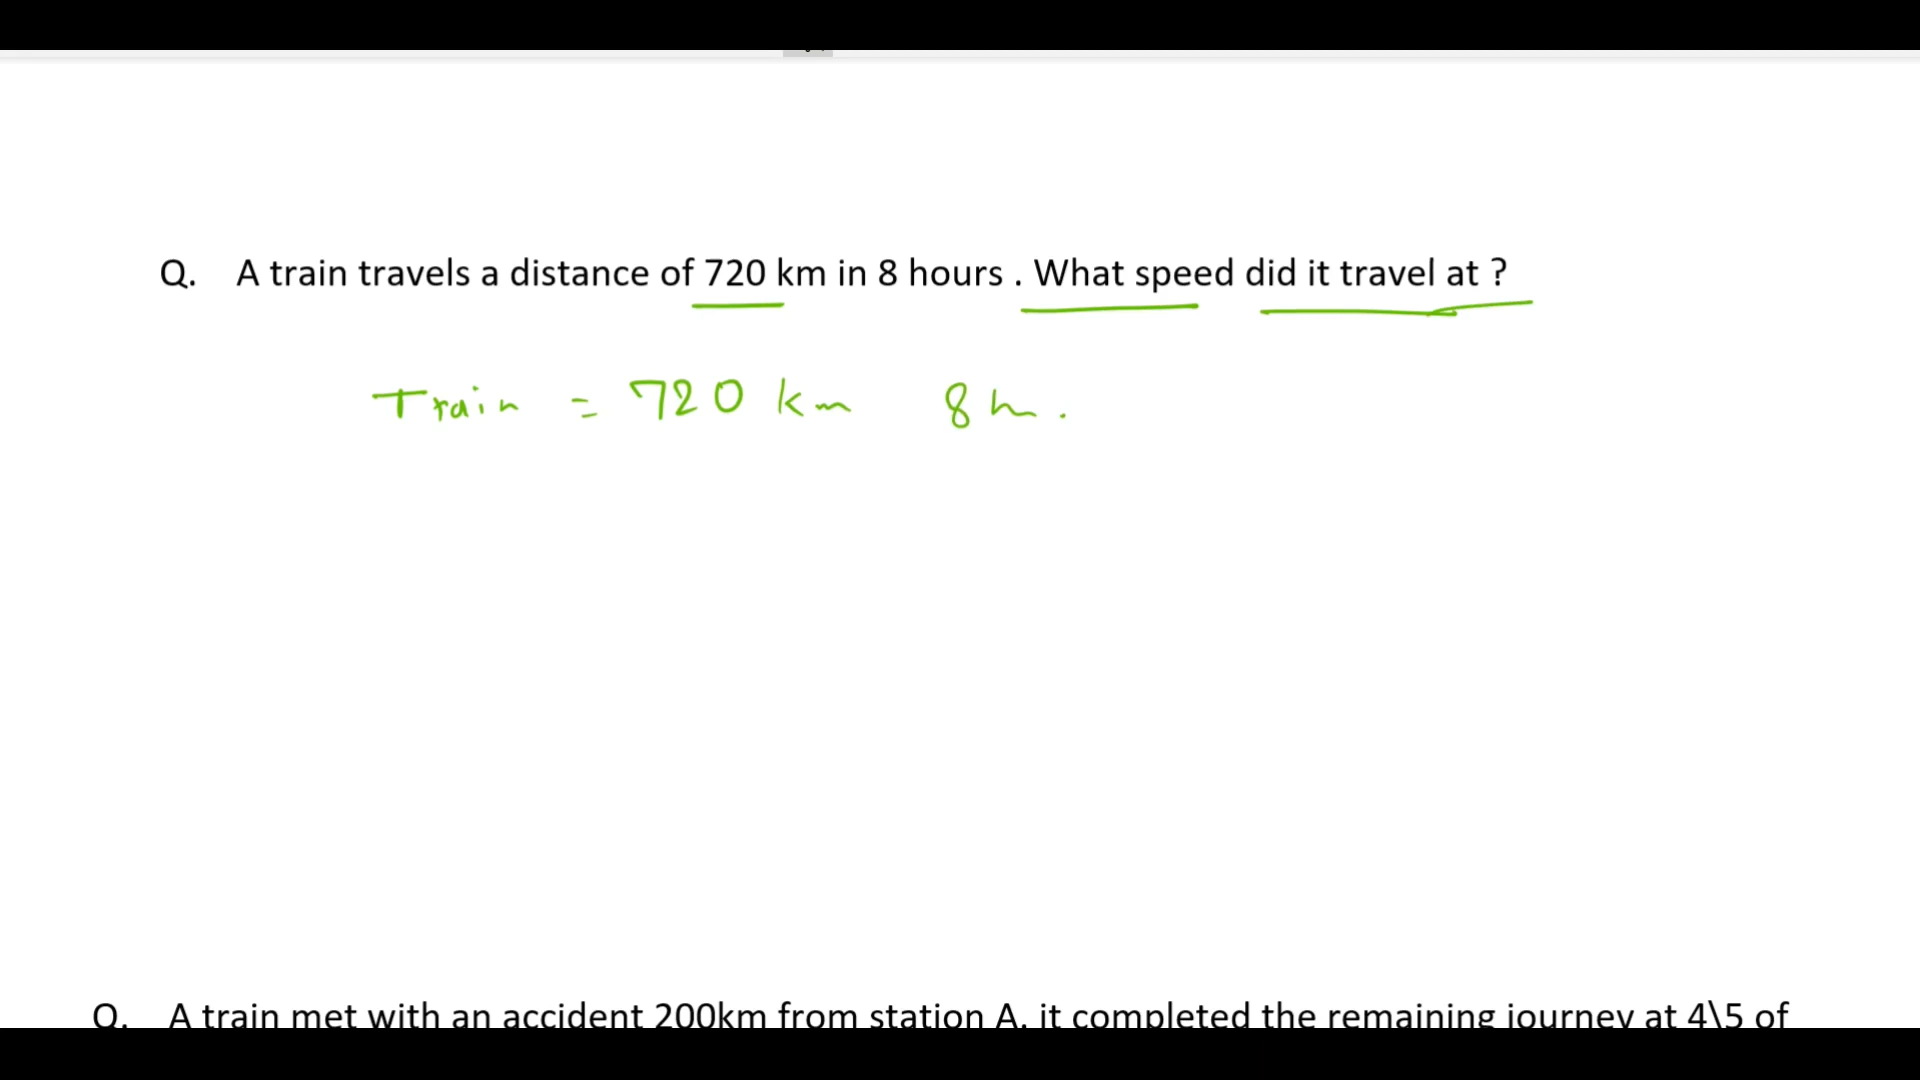 Q. A train travels a distance of 720 km in 8 hours . What speed did it travel at ?
Train = 720 km 8 h .
Q. A train met with an accident 200km from station A. it completed the remaining journey at 4\5 of